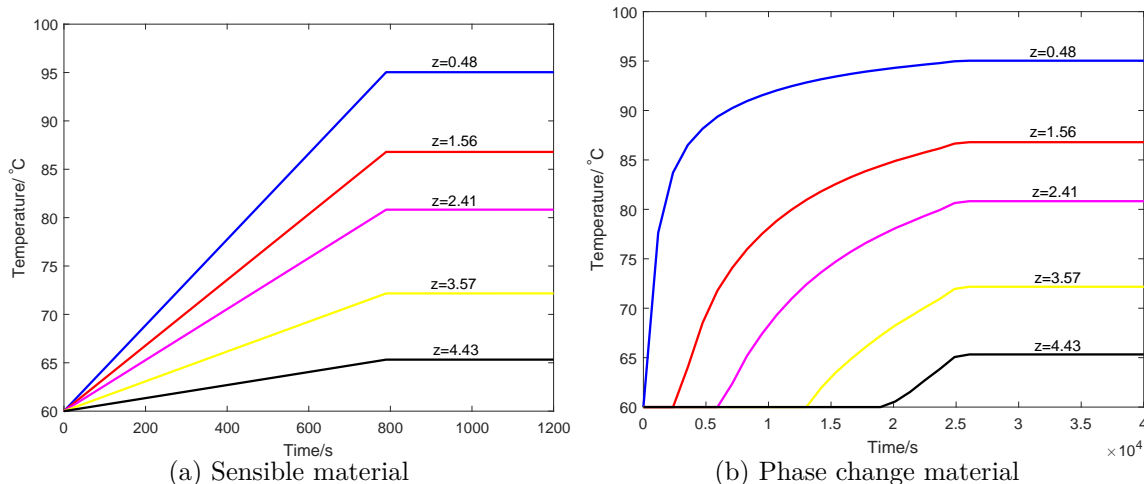 100
95
90
85
80
75
70
65
60
0 200 400 600 800 1000 1200
Temperature/ °C
Time/s
z=0.48
z=1.56
z=2.41
z=3.57
z=4.43
(a) Sensible material
100
95
90
85
80
75
70
65
60
0 0.5 1 1.5 2 2.5 3 3.5 4
×10⁴
Temperature/ °C
Time/s
z=0.48
z=1.56
z=2.41
z=3.57
z=4.43
(b) Phase change material